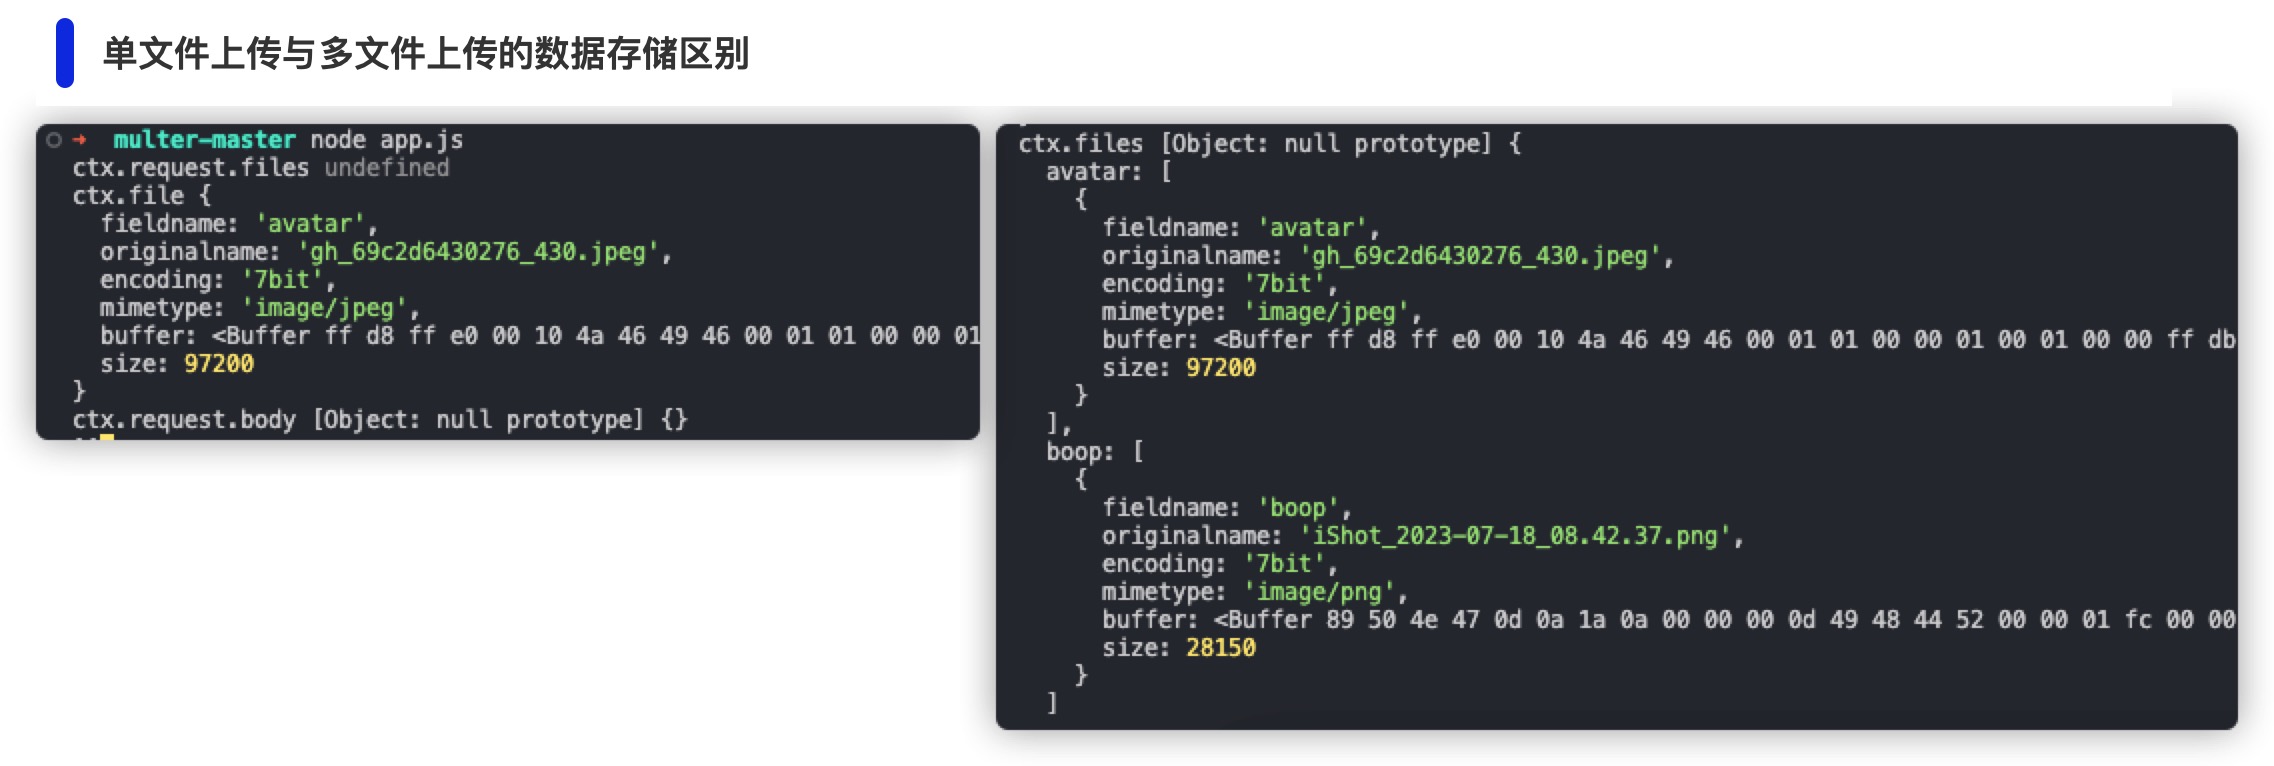 单文件上传与多文件上传的数据存储区别
➜ multer-master node app.js
ctx.request.files undefined
ctx.file {
fieldname: 'avatar',
originalname: 'gh_69c2d6430276_430.jpeg',
encoding: '7bit',
mimetype: 'image/jpeg',
buffer: <Buffer ff d8 ff e0 00 10 4a 46 49 46 00 01 01 00 00 01
size: 97200
}
ctx.request.body [Object: null prototype] {}
ctx.files [Object: null prototype] {
avatar: [
{
fieldname: 'avatar',
originalname: 'gh_69c2d6430276_430.jpeg',
encoding: '7bit',
mimetype: 'image/jpeg',
buffer: <Buffer ff d8 ff e0 00 10 4a 46 49 46 00 01 01 00 00 01 00 01 00 00 ff db
size: 97200
}
],
boop: [
{
fieldname: 'boop',
originalname: 'iShot_2023-07-18_08.42.37.png',
encoding: '7bit',
mimetype: 'image/png',
buffer: <Buffer 89 50 4e 47 0d 0a 1a 0a 00 00 00 0d 49 48 44 52 00 00 01 fc 00 00
size: 28150
}
]